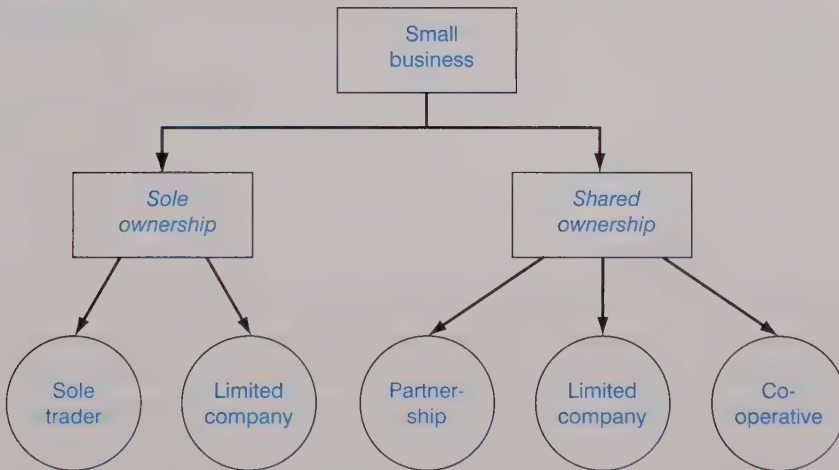 Small
business
Sole
ownership
Shared
ownership
Sole
trader
Limited
company
Partner-
ship
Limited
company
Co-
operative